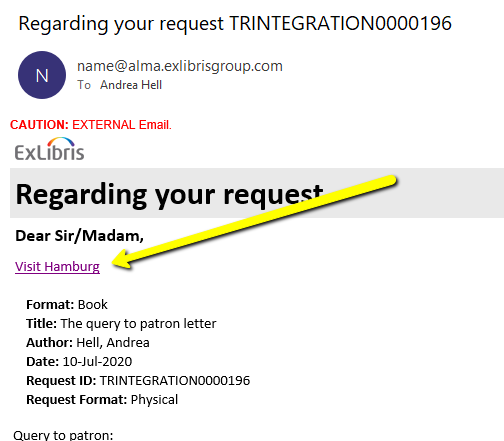 Regarding your request TRINTEGRATION0000196
N
name@alma.exlibrisgroup.com
To Andrea Hell
CAUTION: EXTERNAL Email.
ExLibris
Regarding your request
Dear Sir/Madam,
Visit Hamburg
Format: Book
Title: The query to patron letter
Author: Hell, Andrea
Date: 10-Jul-2020
Request ID: TRINTEGRATION0000196
Request Format: Physical
Query to patron: